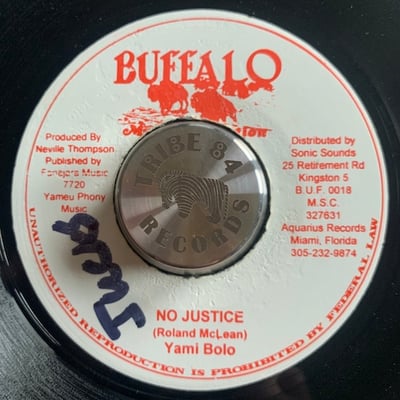 BUFFALO
Produced By
Neville Thompson
Published by
Music
7720
Yameu Phony
Music
TRIBE 84
RECORDS
Distributed by
Sonic Sounds
25 Retirement Rd
Kingston 5
B.U.F. 0018
M.S.C.
327631
Aquarius Records
Miami, Florida
305-232-9874
NO JUSTICE
(Roland McLean)
Yami Bolo
UNAUTHORIZED REPRODUCTION IS PROHIBITED BY FEDERAL LAW